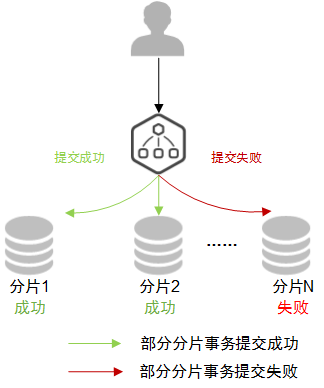 提交成功
提交失败
......
分片1
分片2
分片N
成功
成功
失败
部分分片事务提交成功
部分分片事务提交失败